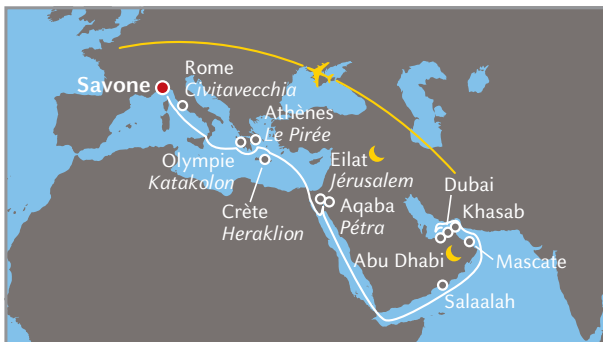 Savone
Rome
Civitavecchia
Athènes
Le Pirée
Olympie
Katakolon
Crète
Heraklion
Eilat
Jérusalem
Aqaba
Pétra
Dubai
Khasab
Abu Dhabi
Mascate
Salaalah